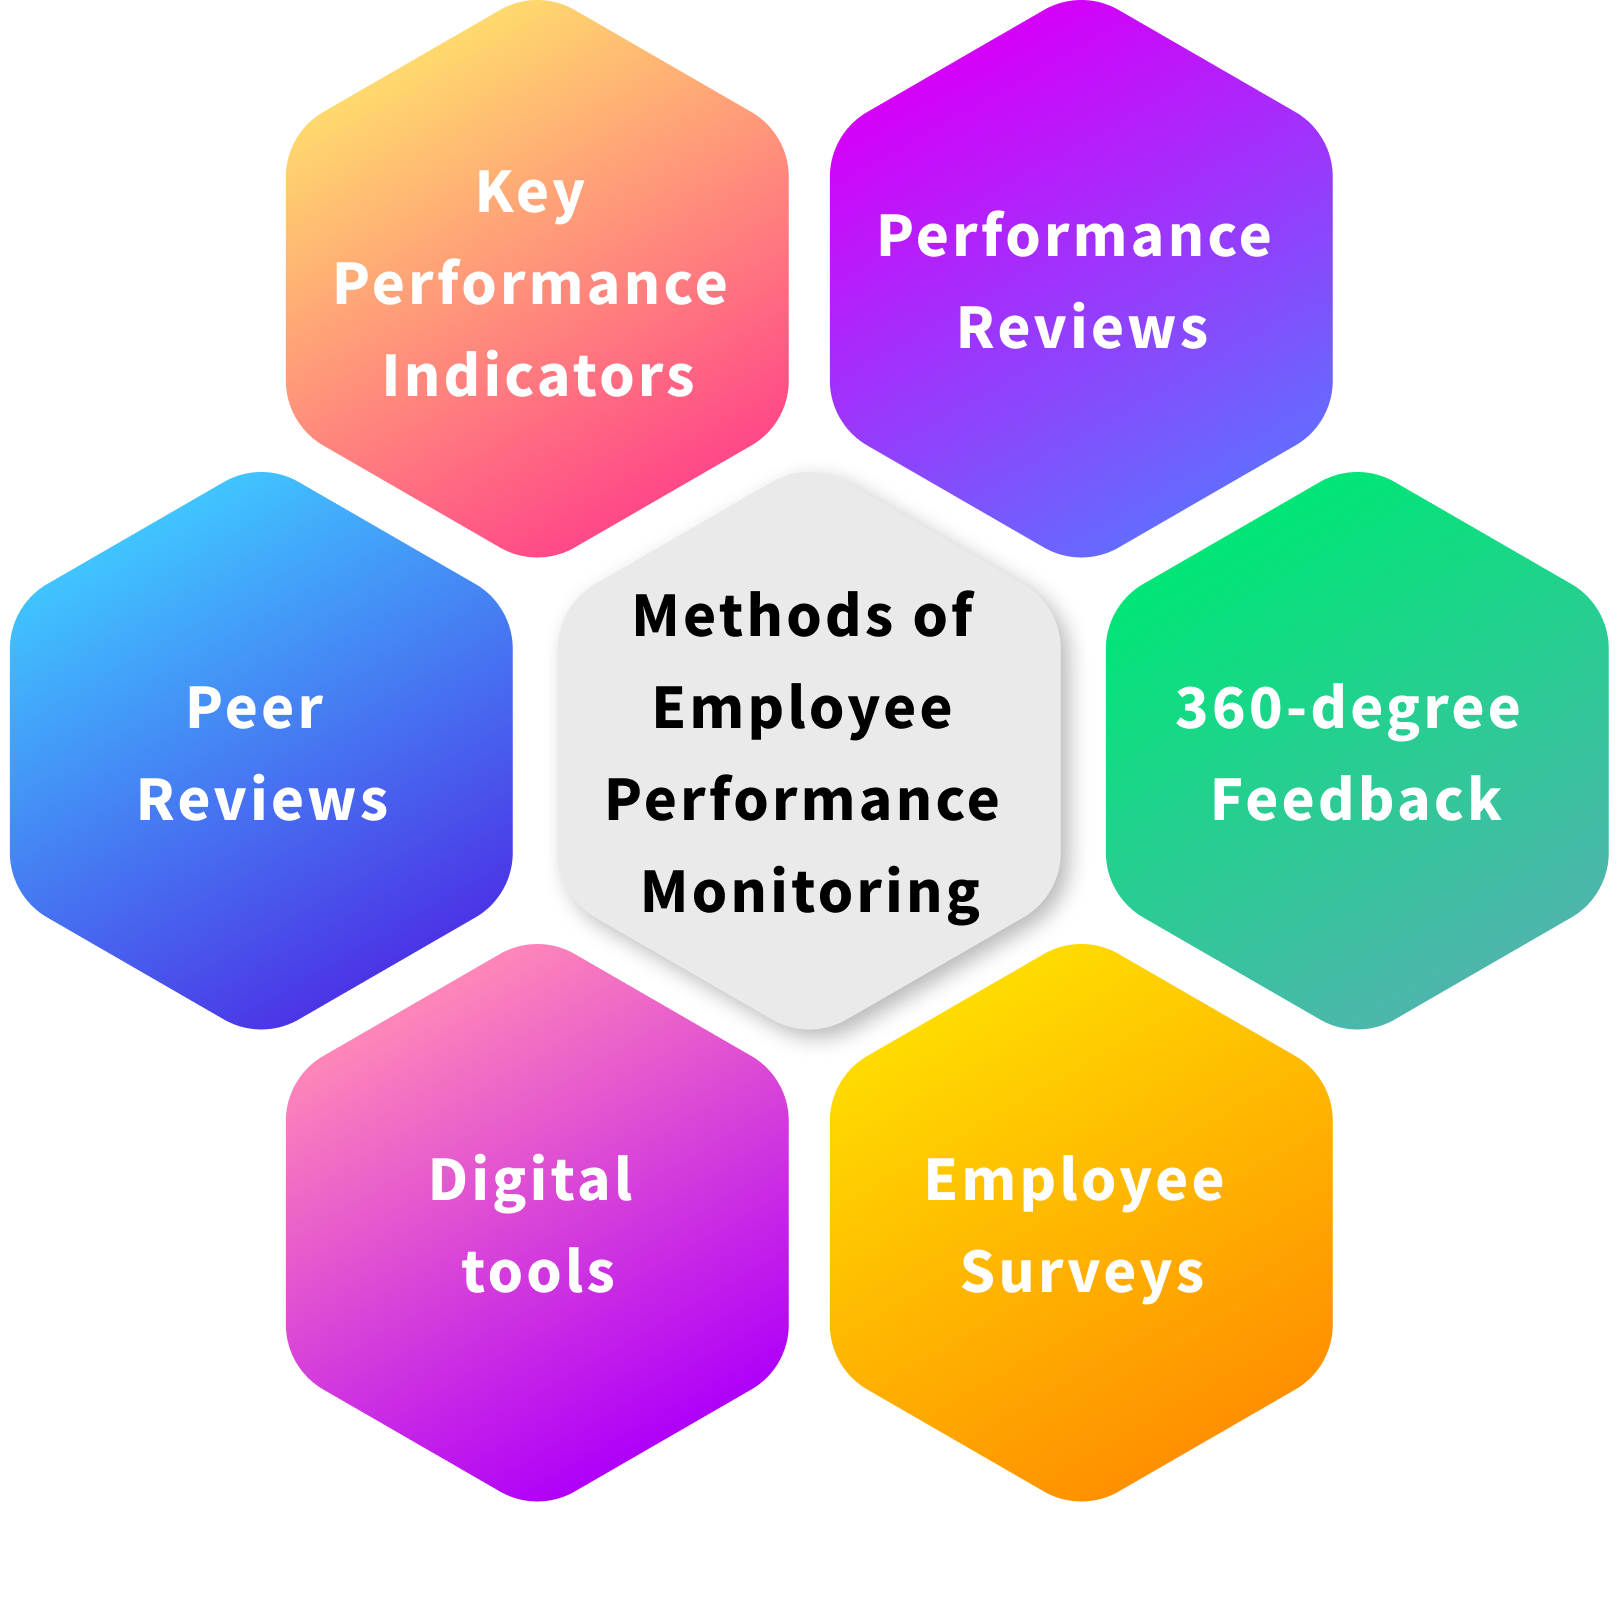 Key
Performance
Indicators
Performance
Reviews
Peer
Reviews
Methods of
Employee
Performance
Monitoring
360-degree
Feedback
Digital
tools
Employee
Surveys